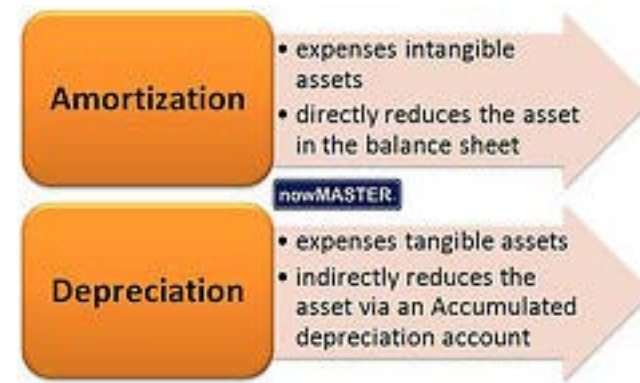 Amortization
• expenses intangible
assets
• directly reduces the asset
in the balance sheet
nowMASTER.
Depreciation
• expenses tangible assets
• indirectly reduces the
asset via an Accumulated
depreciation account